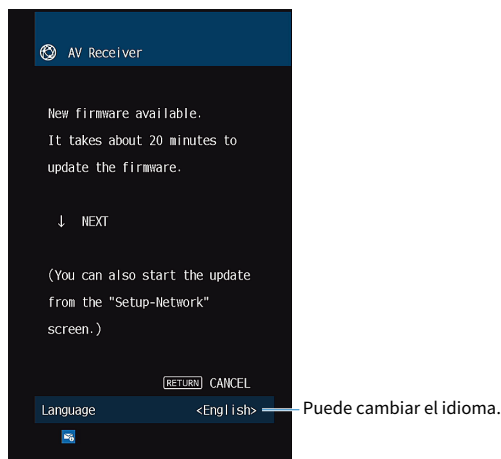 AV Receiver
New firmware available.
It takes about 20 minutes to
update the firmware.
↓ NEXT
(You can also start the update
from the "Setup-Network"
screen.)
RETURN CANCEL
Language <English>
Puede cambiar el idioma.